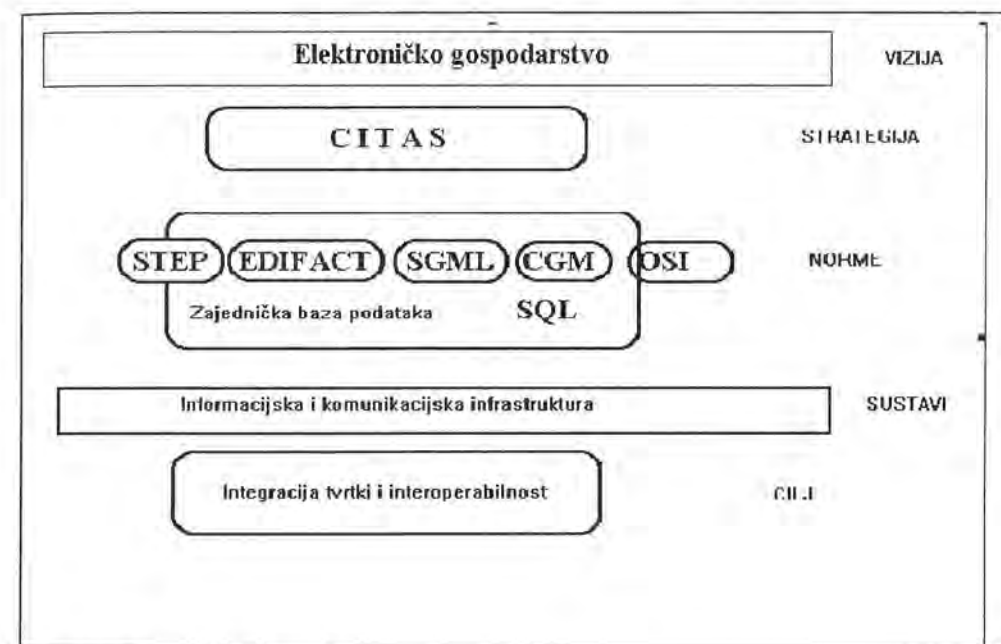 Elektroničko gospodarstvo VIZIJA
CITAS STRATEGIJA
STEP EDIFACT SGML CGM OSI NORME
Zajednička baza podataka SQL
Informacijska i komunikacijska infrastruktura SUSTAVI
Integracija tvrtki i interoperabilnost